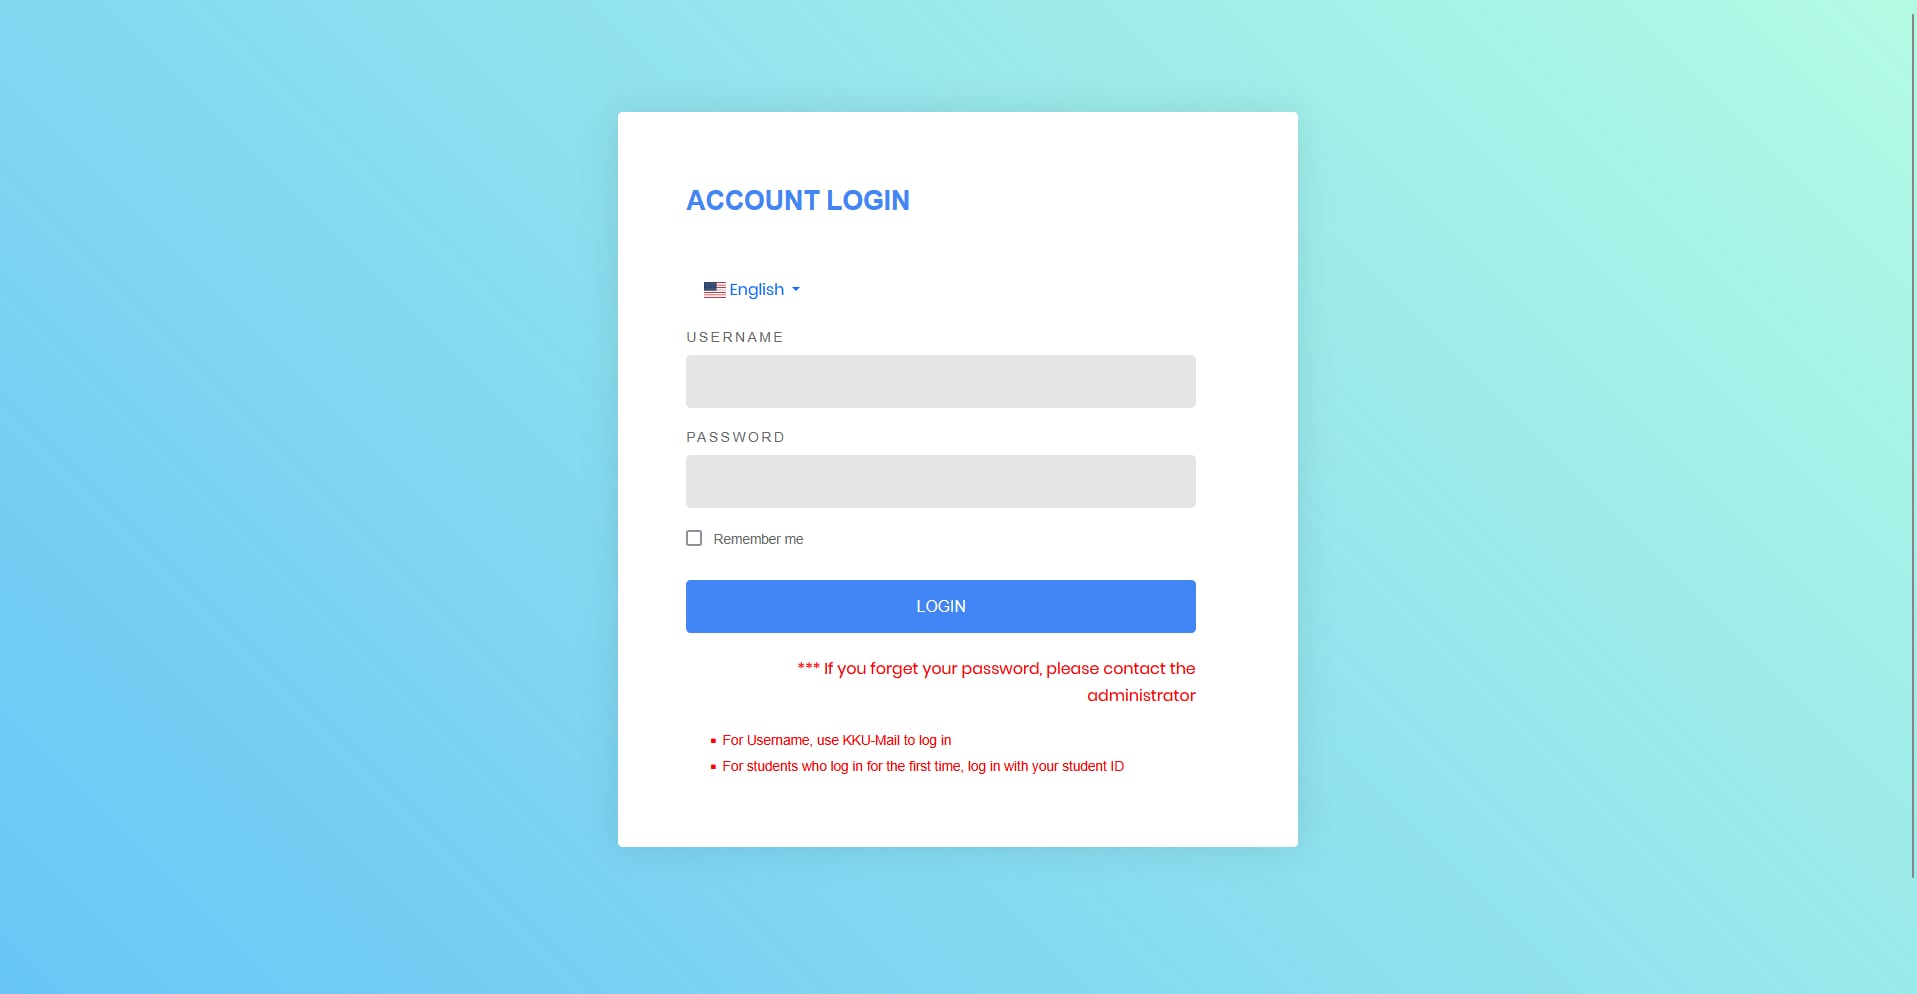 ACCOUNT LOGIN
English
USERNAME
PASSWORD
Remember me
LOGIN
*** If you forget your password, please contact the
administrator
▪ For Username, use KKU-Mail to log in
▪ For students who log in for the first time, log in with your student ID